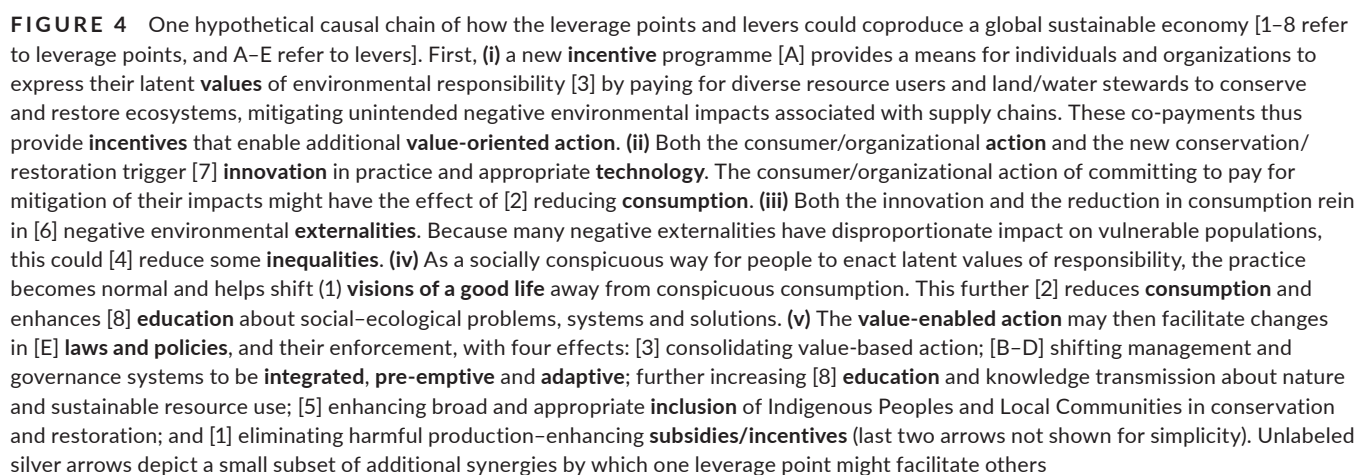 FIGURE 4 One hypothetical causal chain of how the leverage points and levers could coproduce a global sustainable economy [1–8 refer
to leverage points, and A–E refer to levers]. First, (i) a new incentive programme [A] provides a means for individuals and organizations to
express their latent values of environmental responsibility [3] by paying for diverse resource users and land/water stewards to conserve
and restore ecosystems, mitigating unintended negative environmental impacts associated with supply chains. These co-payments thus
provide incentives that enable additional value-oriented action. (ii) Both the consumer/organizational action and the new conservation/
restoration trigger [7] innovation in practice and appropriate technology. The consumer/organizational action of committing to pay for
mitigation of their impacts might have the effect of [2] reducing consumption. (iii) Both the innovation and the reduction in consumption rein
in [6] negative environmental externalities. Because many negative externalities have disproportionate impact on vulnerable populations,
this could [4] reduce some inequalities. (iv) As a socially conspicuous way for people to enact latent values of responsibility, the practice
becomes normal and helps shift (1) visions of a good life away from conspicuous consumption. This further [2] reduces consumption and
enhances [8] education about social–ecological problems, systems and solutions. (v) The value-enabled action may then facilitate changes
in [E] laws and policies, and their enforcement, with four effects: [3] consolidating value-based action; [B–D] shifting management and
governance systems to be integrated, pre-emptive and adaptive; further increasing [8] education and knowledge transmission about nature
and sustainable resource use; [5] enhancing broad and appropriate inclusion of Indigenous Peoples and Local Communities in conservation
and restoration; and [1] eliminating harmful production–enhancing subsidies/incentives (last two arrows not shown for simplicity). Unlabeled
silver arrows depict a small subset of additional synergies by which one leverage point might facilitate others